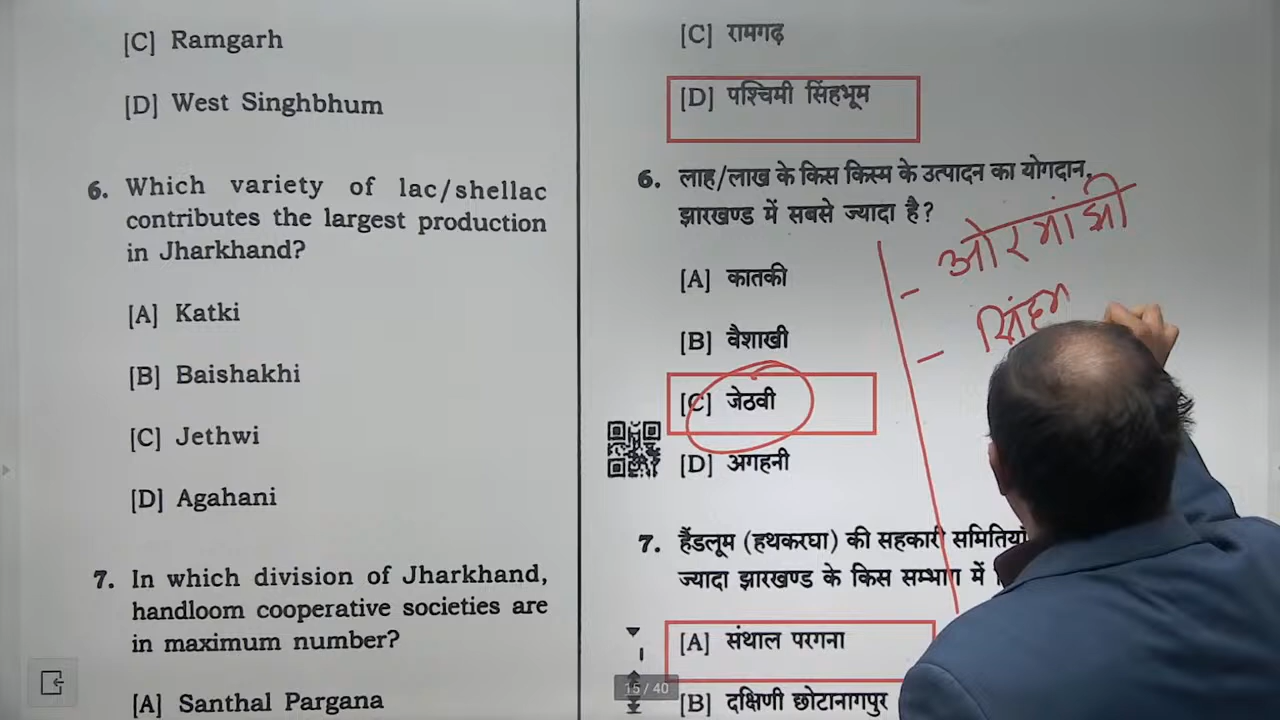 [C] Ramgarh
[D] West Singhbhum
6. Which variety of lac/shellac
contributes the largest production
in Jharkhand?
[A] Katki
[B] Baishakhi
[C] Jethwi
[D] Agahani
7. In which division of Jharkhand,
handloom cooperative societies are
in maximum number?
[A] Santhal Pargana
[C] रामगढ़
[D] पश्चिमी सिंहभूम
6. लाह/लाख के किस किस्म के उत्पादन का योगदान,
झारखण्ड में सबसे ज्यादा है?
[A] कातकी
[B] वैशाखी
[C] जेठवी
[D] अगहनी
7. हैंडलूम (हथकरघा) की सहकारी समितियाँ
ज्यादा झारखण्ड के किस सम्भाग में
[A] संथाल परगना
[B] दक्षिणी छोटानागपुर
- ओरमांझी
- सिंहभ
15 / 40